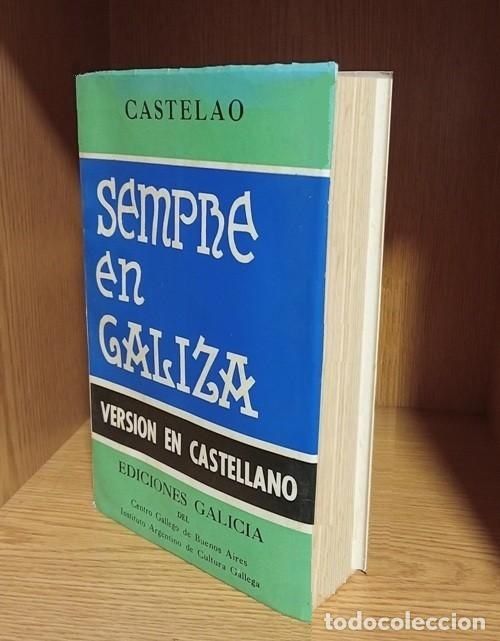 CASTELAO
SEMPRE
en
GALIZA
VERSION EN CASTELLANO
EDICIONES GALICIA
DEL
Centro Gallego de Buenos Aires
Instituto Argentino de Cultura Gallega
todocoleccion